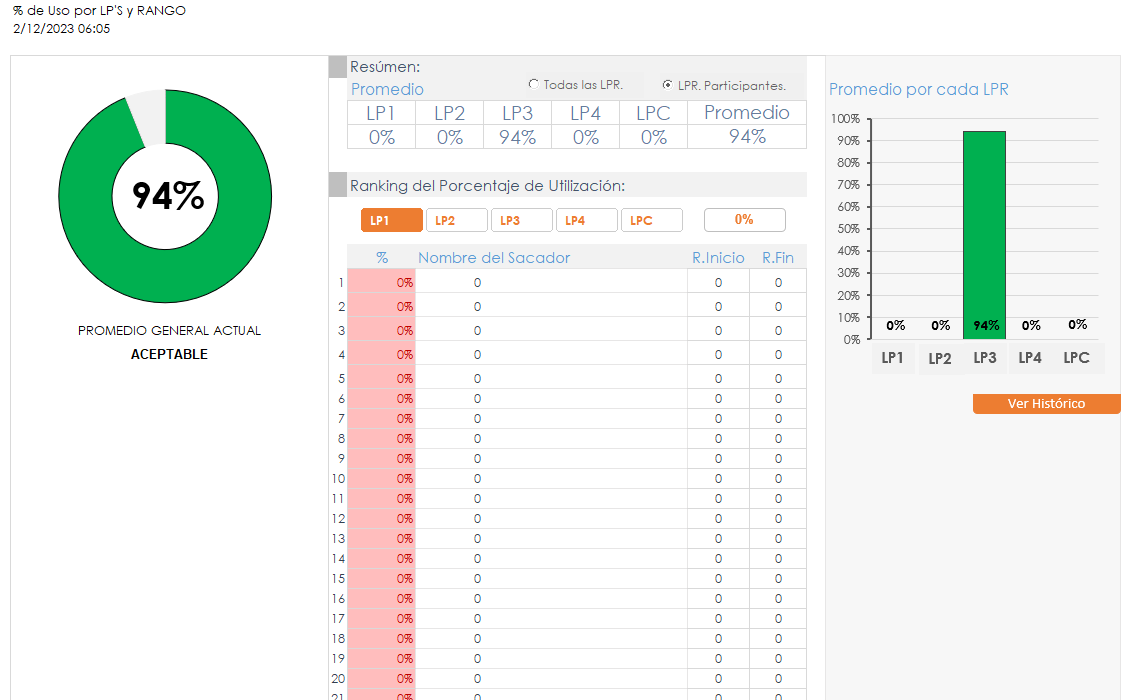 % de Uso por LP'S y RANGO
2/12/2023 06:05
94%
PROMEDIO GENERAL ACTUAL
ACEPTABLE
Resúmen:
Promedio
Todas las LPR.
LPR. Participantes.
LP1 LP2 LP3 LP4 LPC Promedio
0% 0% 94% 0% 0% 94%
Ranking del Porcentaje de Utilización:
LP1 LP2 LP3 LP4 LPC 0%
% Nombre del Sacador R.Inicio R.Fin
1 0% 0 0 0
2 0% 0 0 0
3 0% 0 0 0
4 0% 0 0 0
5 0% 0 0 0
6 0% 0 0 0
7 0% 0 0 0
8 0% 0 0 0
9 0% 0 0 0
10 0% 0 0 0
11 0% 0 0 0
12 0% 0 0 0
13 0% 0 0 0
14 0% 0 0 0
15 0% 0 0 0
16 0% 0 0 0
17 0% 0 0 0
18 0% 0 0 0
19 0% 0 0 0
20 0% 0 0 0
21 0% 0 0 0
Promedio por cada LPR
100%
90%
80%
70%
60%
50%
40%
30%
20%
10%
0%
0% 0% 94% 0% 0%
LP1 LP2 LP3 LP4 LPC
Ver Histórico